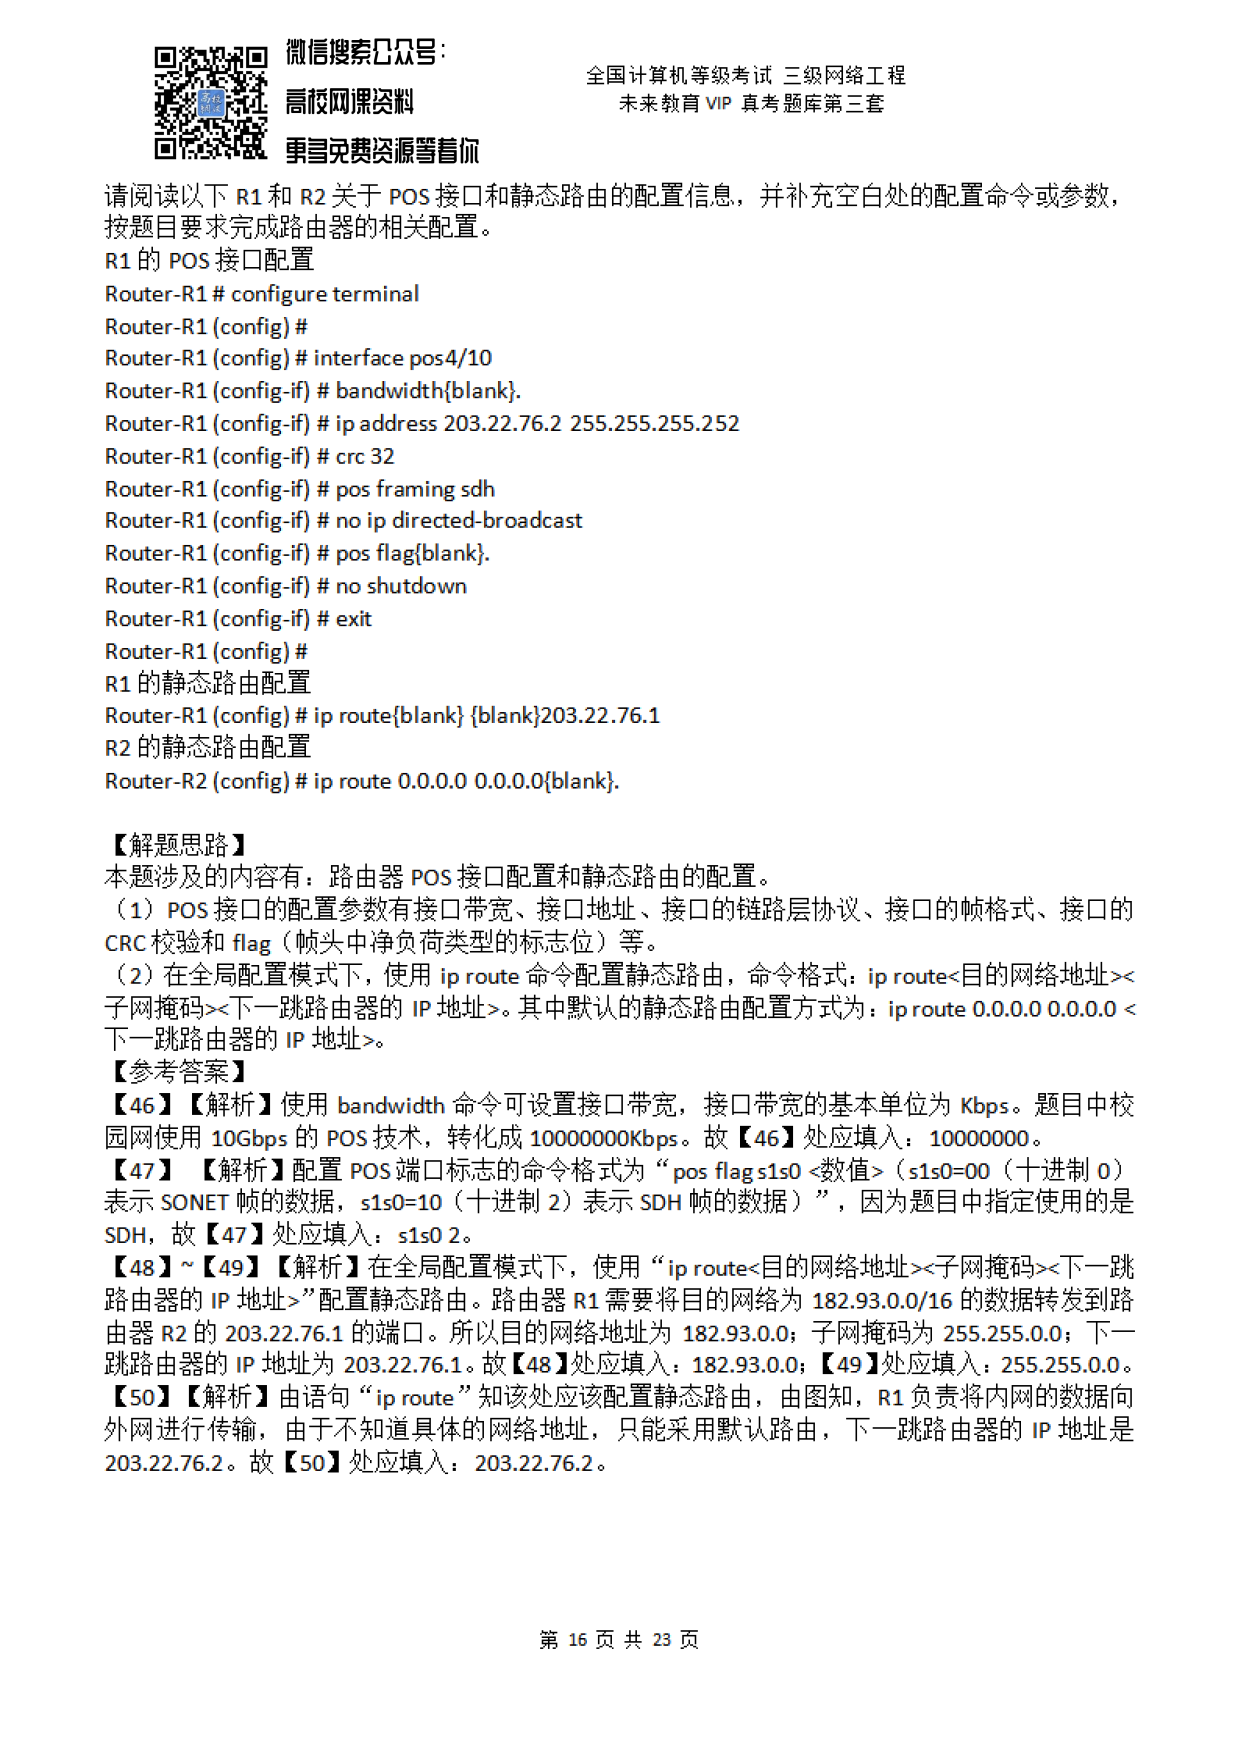 微信搜索公众号：
高校网课资料
更多免费资源等着你
全国计算机等级考试 三级网络工程
未来教育 VIP 真考题库第三套
请阅读以下 R1 和 R2 关于 POS 接口和静态路由的配置信息，并补充空白处的配置命令或参数，
按题目要求完成路由器的相关配置。
R1 的 POS 接口配置
Router-R1 # configure terminal
Router-R1 (config) #
Router-R1 (config) # interface pos4/10
Router-R1 (config-if) # bandwidth{blank}.
Router-R1 (config-if) # ip address 203.22.76.2 255.255.255.252
Router-R1 (config-if) # crc 32
Router-R1 (config-if) # pos framing sdh
Router-R1 (config-if) # no ip directed-broadcast
Router-R1 (config-if) # pos flag{blank}.
Router-R1 (config-if) # no shutdown
Router-R1 (config-if) # exit
Router-R1 (config) #
R1 的静态路由配置
Router-R1 (config) # ip route{blank} {blank}203.22.76.1
R2 的静态路由配置
Router-R2 (config) # ip route 0.0.0.0 0.0.0.0{blank}.
【解题思路】
本题涉及的内容有：路由器 POS 接口配置和静态路由的配置。
（1）POS 接口的配置参数有接口带宽、接口地址、接口的链路层协议、接口的帧格式、接口的
CRC 校验和 flag（帧头中净负荷类型的标志位）等。
（2）在全局配置模式下，使用 ip route 命令配置静态路由，命令格式：ip route<目的网络地址><
子网掩码><下一跳路由器的 IP 地址>。其中默认的静态路由配置方式为：ip route 0.0.0.0 0.0.0.0 <
下一跳路由器的 IP 地址>。
【参考答案】
【46】【解析】使用 bandwidth 命令可设置接口带宽，接口带宽的基本单位为 Kbps。题目中校
园网使用 10Gbps 的 POS 技术，转化成 10000000Kbps。故【46】处应填入：10000000。
【47】 【解析】配置 POS 端口标志的命令格式为“pos flag s1s0 <数值>（s1s0=00（十进制 0）
表示 SONET 帧的数据，s1s0=10（十进制 2）表示 SDH 帧的数据）”，因为题目中指定使用的是
SDH，故【47】处应填入：s1s0 2。
【48】~【49】【解析】在全局配置模式下，使用“ip route<目的网络地址><子网掩码><下一跳
路由器的 IP 地址>”配置静态路由。路由器 R1 需要将目的网络为 182.93.0.0/16 的数据转发到路
由器 R2 的 203.22.76.1 的端口。所以目的网络地址为 182.93.0.0；子网掩码为 255.255.0.0；下一
跳路由器的 IP 地址为 203.22.76.1。故【48】处应填入：182.93.0.0；【49】处应填入：255.255.0.0。
【50】【解析】由语句“ip route”知该处应该配置静态路由，由图知，R1 负责将内网的数据向
外网进行传输，由于不知道具体的网络地址，只能采用默认路由，下一跳路由器的 IP 地址是
203.22.76.2。故【50】处应填入：203.22.76.2。
第 16 页 共 23 页